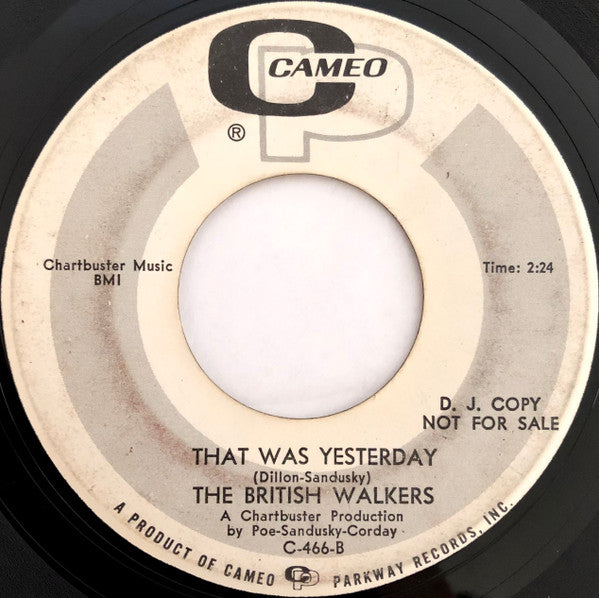 CAMEO
®
Chartbuster Music
BMI
Time: 2:24
D. J. COPY
NOT FOR SALE
THAT WAS YESTERDAY
(Dillon-Sandusky)
THE BRITISH WALKERS
A Chartbuster Production
by Poe-Sandusky-Corday
C-466-B
A PRODUCT OF CAMEO CP PARKWAY RECORDS, INC.